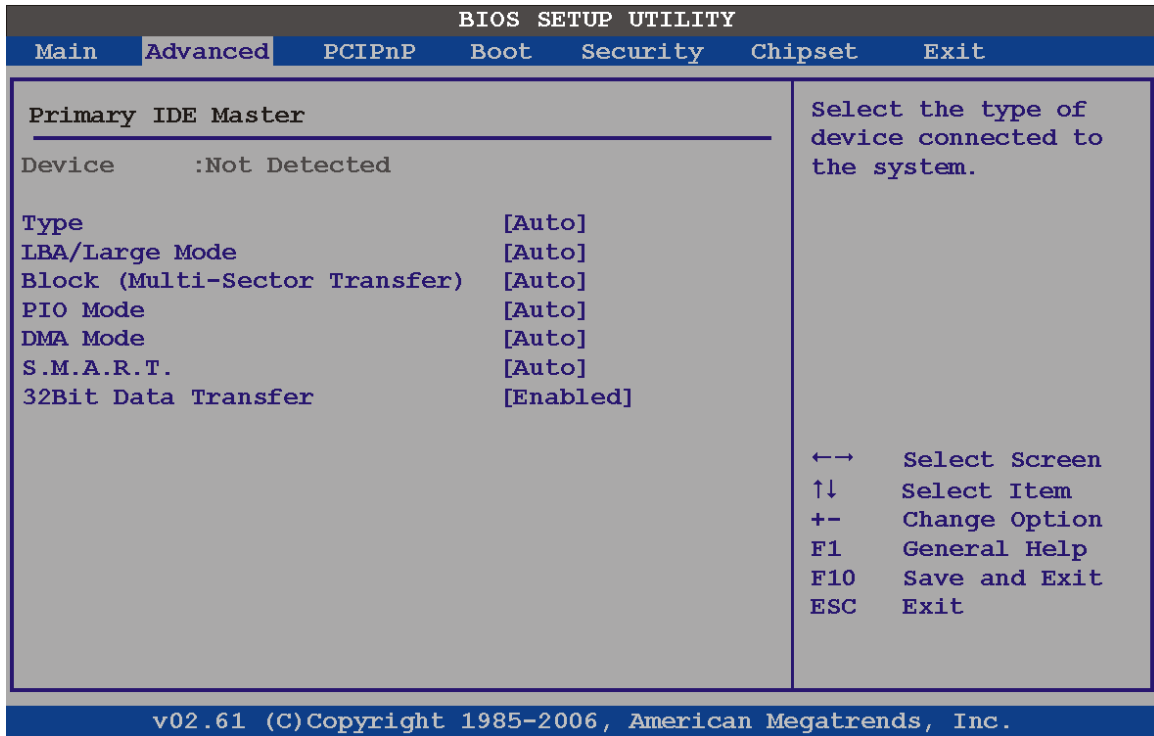 BIOS SETUP UTILITY
Main Advanced PCIPnP Boot Security Chipset Exit
Primary IDE Master
Device :Not Detected
Type [Auto]
LBA/Large Mode [Auto]
Block (Multi-Sector Transfer) [Auto]
PIO Mode [Auto]
DMA Mode [Auto]
S.M.A.R.T. [Auto]
32Bit Data Transfer [Enabled]
Select the type of
device connected to
the system.
←→ Select Screen
↑↓ Select Item
+- Change Option
F1 General Help
F10 Save and Exit
ESC Exit
v02.61 (C)Copyright 1985-2006, American Megatrends, Inc.